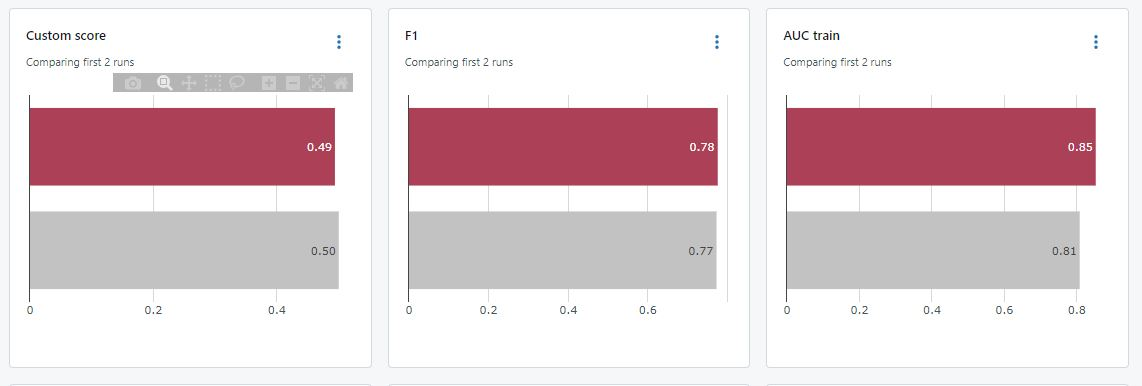 Custom score
Comparing first 2 runs
0.49
0.50
0 0.2 0.4
F1
Comparing first 2 runs
0.78
0.77
0 0.2 0.4 0.6
AUC train
Comparing first 2 runs
0.85
0.81
0 0.2 0.4 0.6 0.8